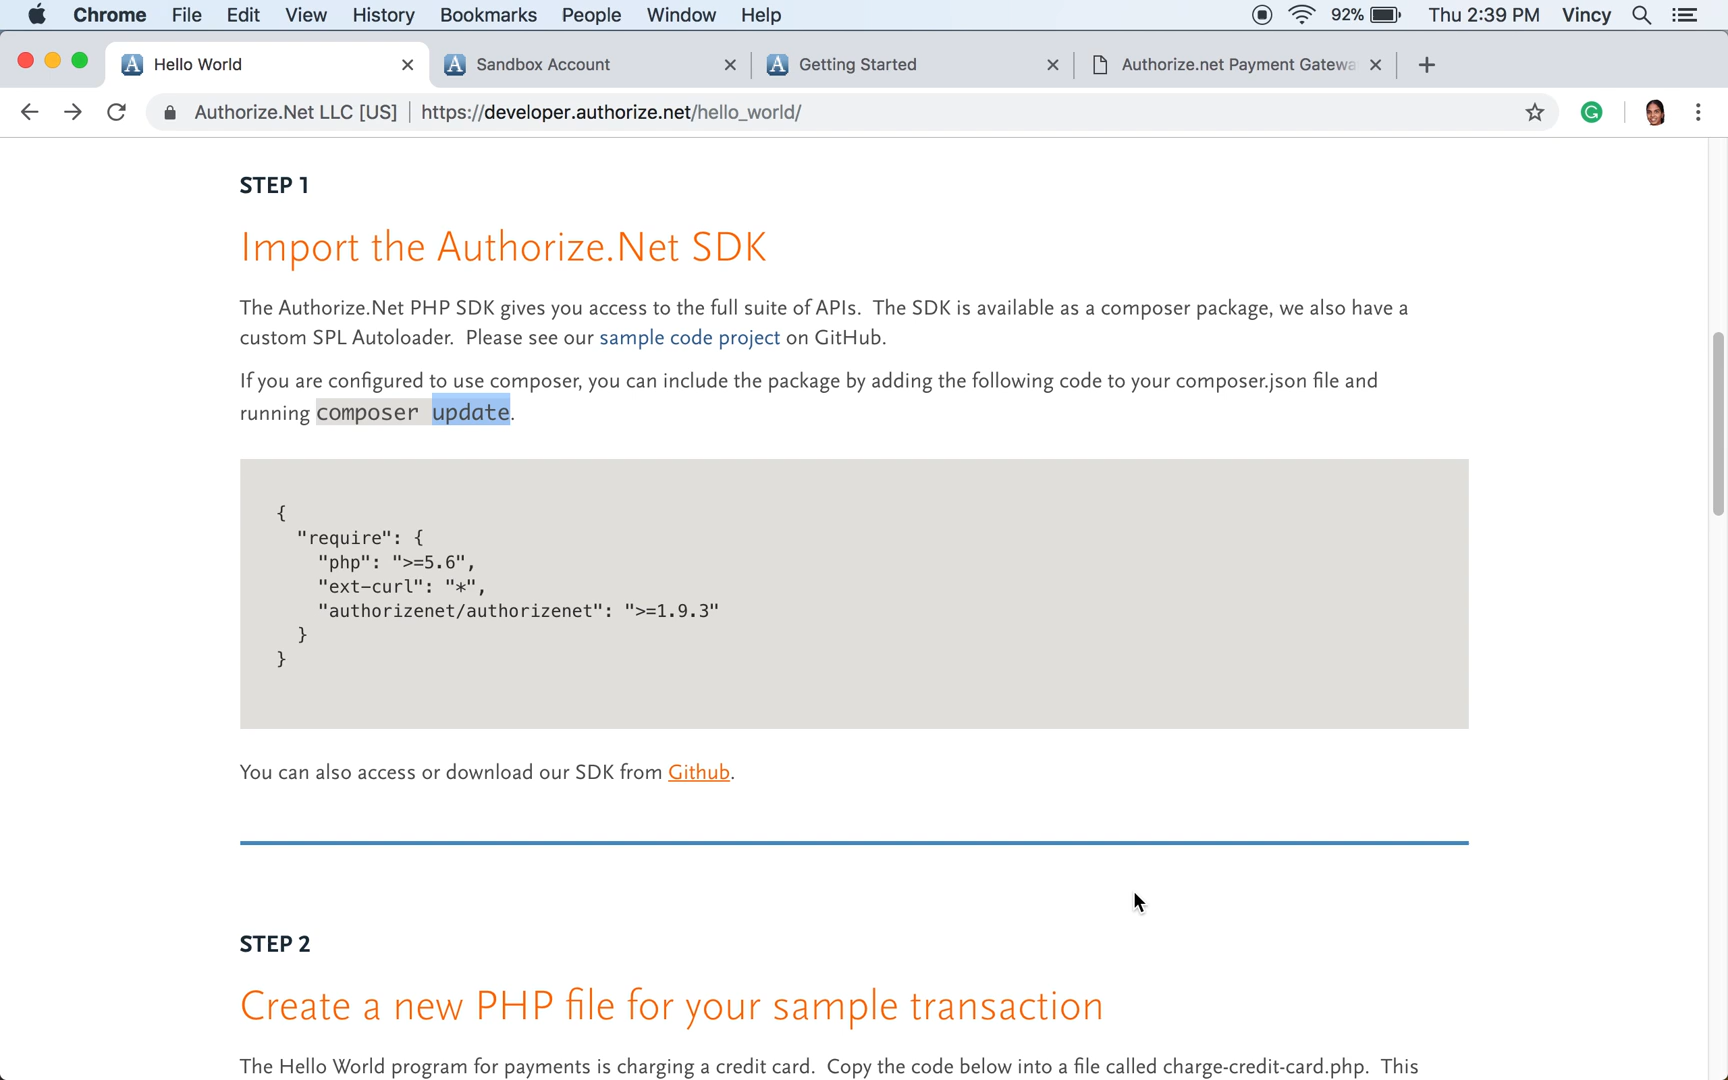 Chrome File Edit View History Bookmarks People Window Help 92% Thu 2:39 PM Vincy
Hello World Sandbox Account Getting Started Authorize.net Payment Gatewa
Authorize.Net LLC [US] https://developer.authorize.net/hello_world/
STEP 1
Import the Authorize.Net SDK
The Authorize.Net PHP SDK gives you access to the full suite of APIs. The SDK is available as a composer package, we also have a
custom SPL Autoloader. Please see our sample code project on GitHub.
If you are configured to use composer, you can include the package by adding the following code to your composer.json file and
running composer update.
{
"require": {
"php": ">=5.6",
"ext-curl": "*",
"authorizenet/authorizenet": ">=1.9.3"
}
}
You can also access or download our SDK from Github.
STEP 2
Create a new PHP file for your sample transaction
The Hello World program for payments is charging a credit card. Copy the code below into a file called charge-credit-card.php. This